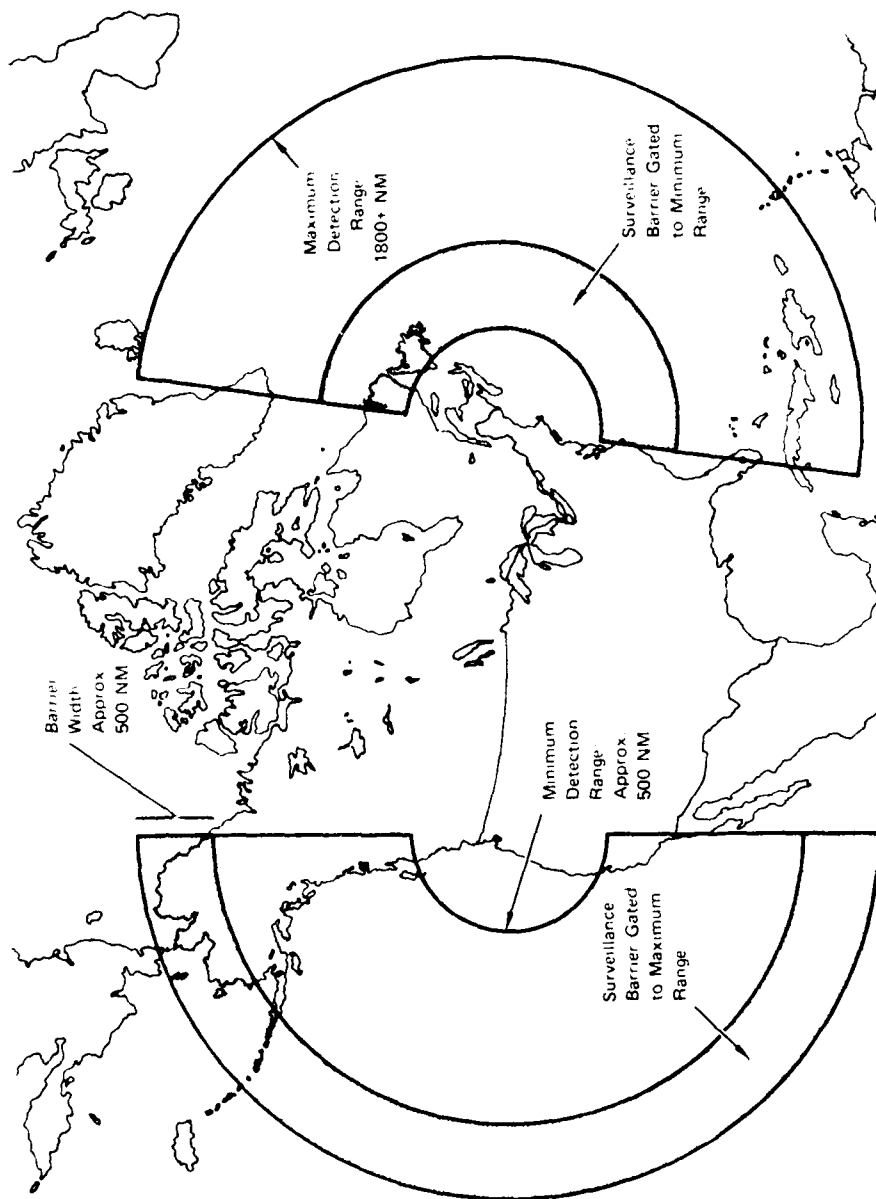 Barrier
Width
Approx
500 NM
Maximum
Detection
Range
1800+ NM
Minimum
Detection
Range Approx
500 NM
Surveillance
Barrier Gated
to Minimum
Range
Surveillance
Barrier Gated
to Maximum
Range